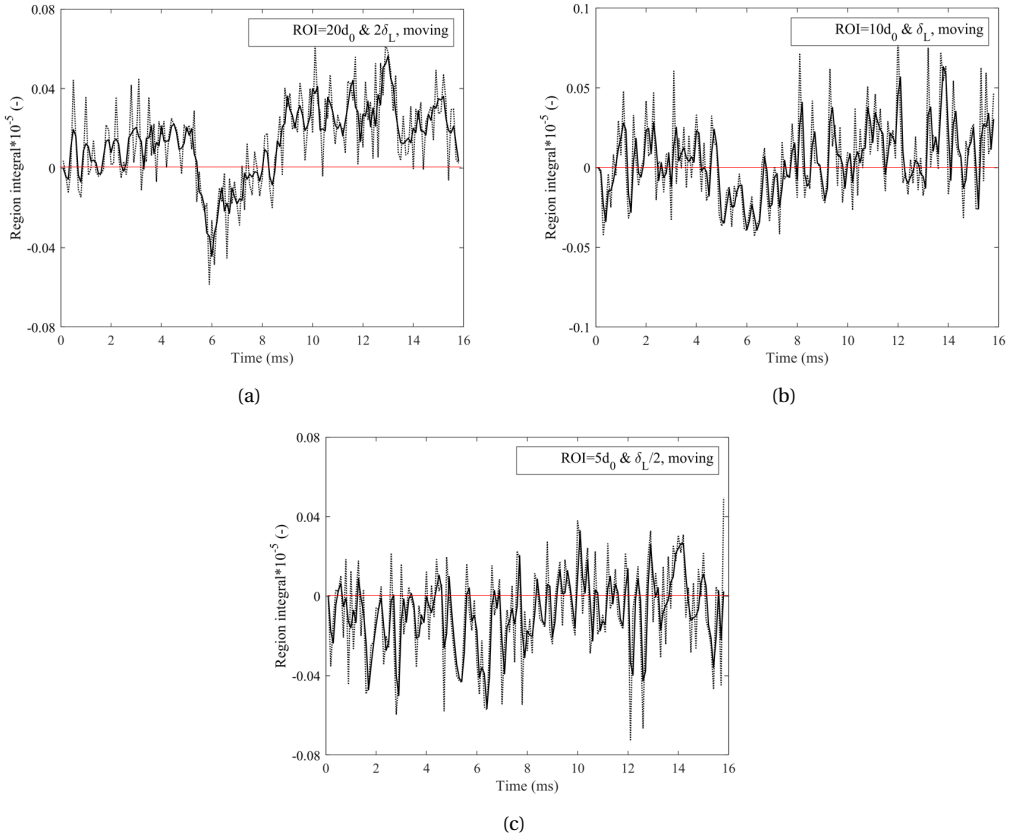 ROI=20d0 & 2δL, moving
0.08
0.04
0
-0.04
-0.08
Region integral*10^-5 (-)
0 2 4 6 8 10 12 14 16
Time (ms)
(a)
ROI=10d0 & δL, moving
0.1
0.05
0
-0.05
-0.1
Region integral*10^-5 (-)
0 2 4 6 8 10 12 14 16
Time (ms)
(b)
ROI=5d0 & δL/2, moving
0.08
0.04
0
-0.04
-0.08
Region integral*10^-5 (-)
0 2 4 6 8 10 12 14 16
Time (ms)
(c)